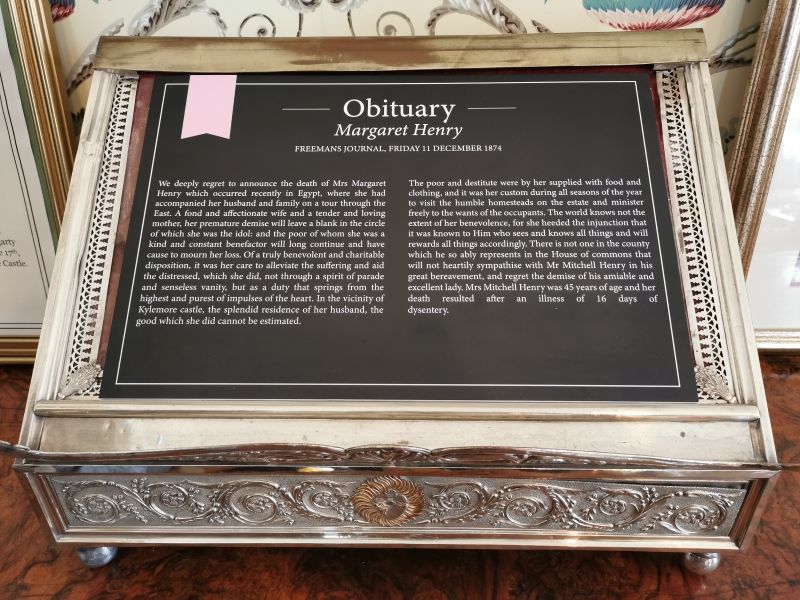 Obituary
Margaret Henry
FREEMANS JOURNAL, FRIDAY 11 DECEMBER 1874
We deeply regret to announce the death of Mrs Margaret
Henry which occurred recently in Egypt, where she had
accompanied her husband and family on a tour through the
East. A fond and affectionate wife and a tender and loving
mother, her premature demise will leave a blank in the circle
of which she was the idol: and the poor of whom she was a
kind and constant benefactor will long continue and have
cause to mourn her loss. Of a truly benevolent and charitable
disposition, it was her care to alleviate the suffering and aid
the distressed, which she did, not through a spirit of parade
and senseless vanity, but as a duty that springs from the
highest and purest of impulses of the heart. In the vicinity of
Kylemore castle, the splendid residence of her husband, the
good which she did cannot be estimated.
The poor and destitute were by her supplied with food and
clothing, and it was her custom during all seasons of the year
to visit the humble homesteads on the estate and minister
freely to the wants of the occupants. The world knows not the
extent of her benevolence, for she heeded the injunction that
it was known to Him who sees and knows all things and will
rewards all things accordingly. There is not one in the county
which he so ably represents in the House of commons that
will not heartily sympathise with Mr Mitchell Henry in his
great bereavement, and regret the demise of his amiable and
excellent lady. Mrs Mitchell Henry was 45 years of age and her
death resulted after an illness of 16 days of
dysentery.
garty
17th,
Castle.